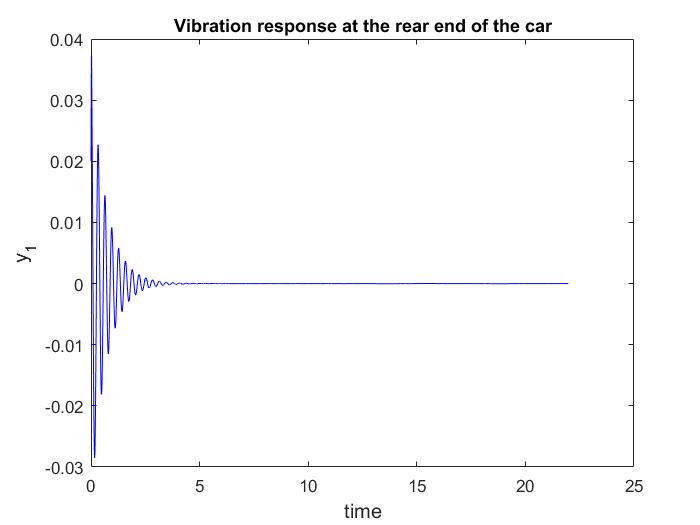 Vibration response at the rear end of the car
0.04
0.03
0.02
0.01
0
-0.01
-0.02
-0.03
y1
0 5 10 15 20 25
time